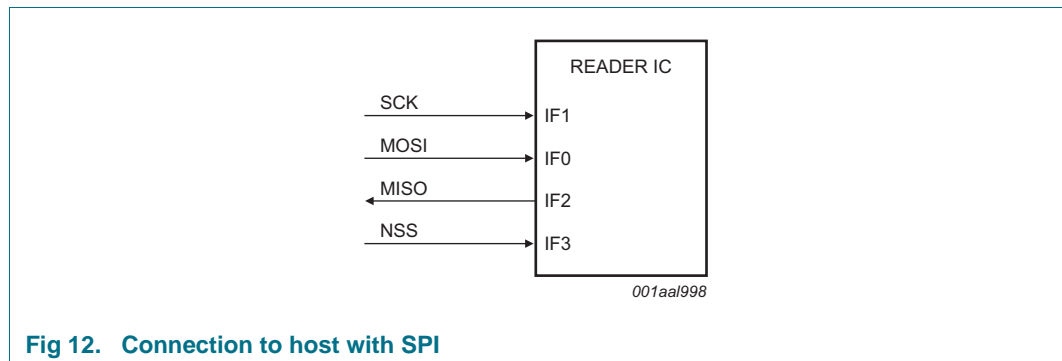 READER IC
SCK
IF1
MOSI
IF0
MISO
IF2
NSS
IF3
001aal998
Fig 12. Connection to host with SPI